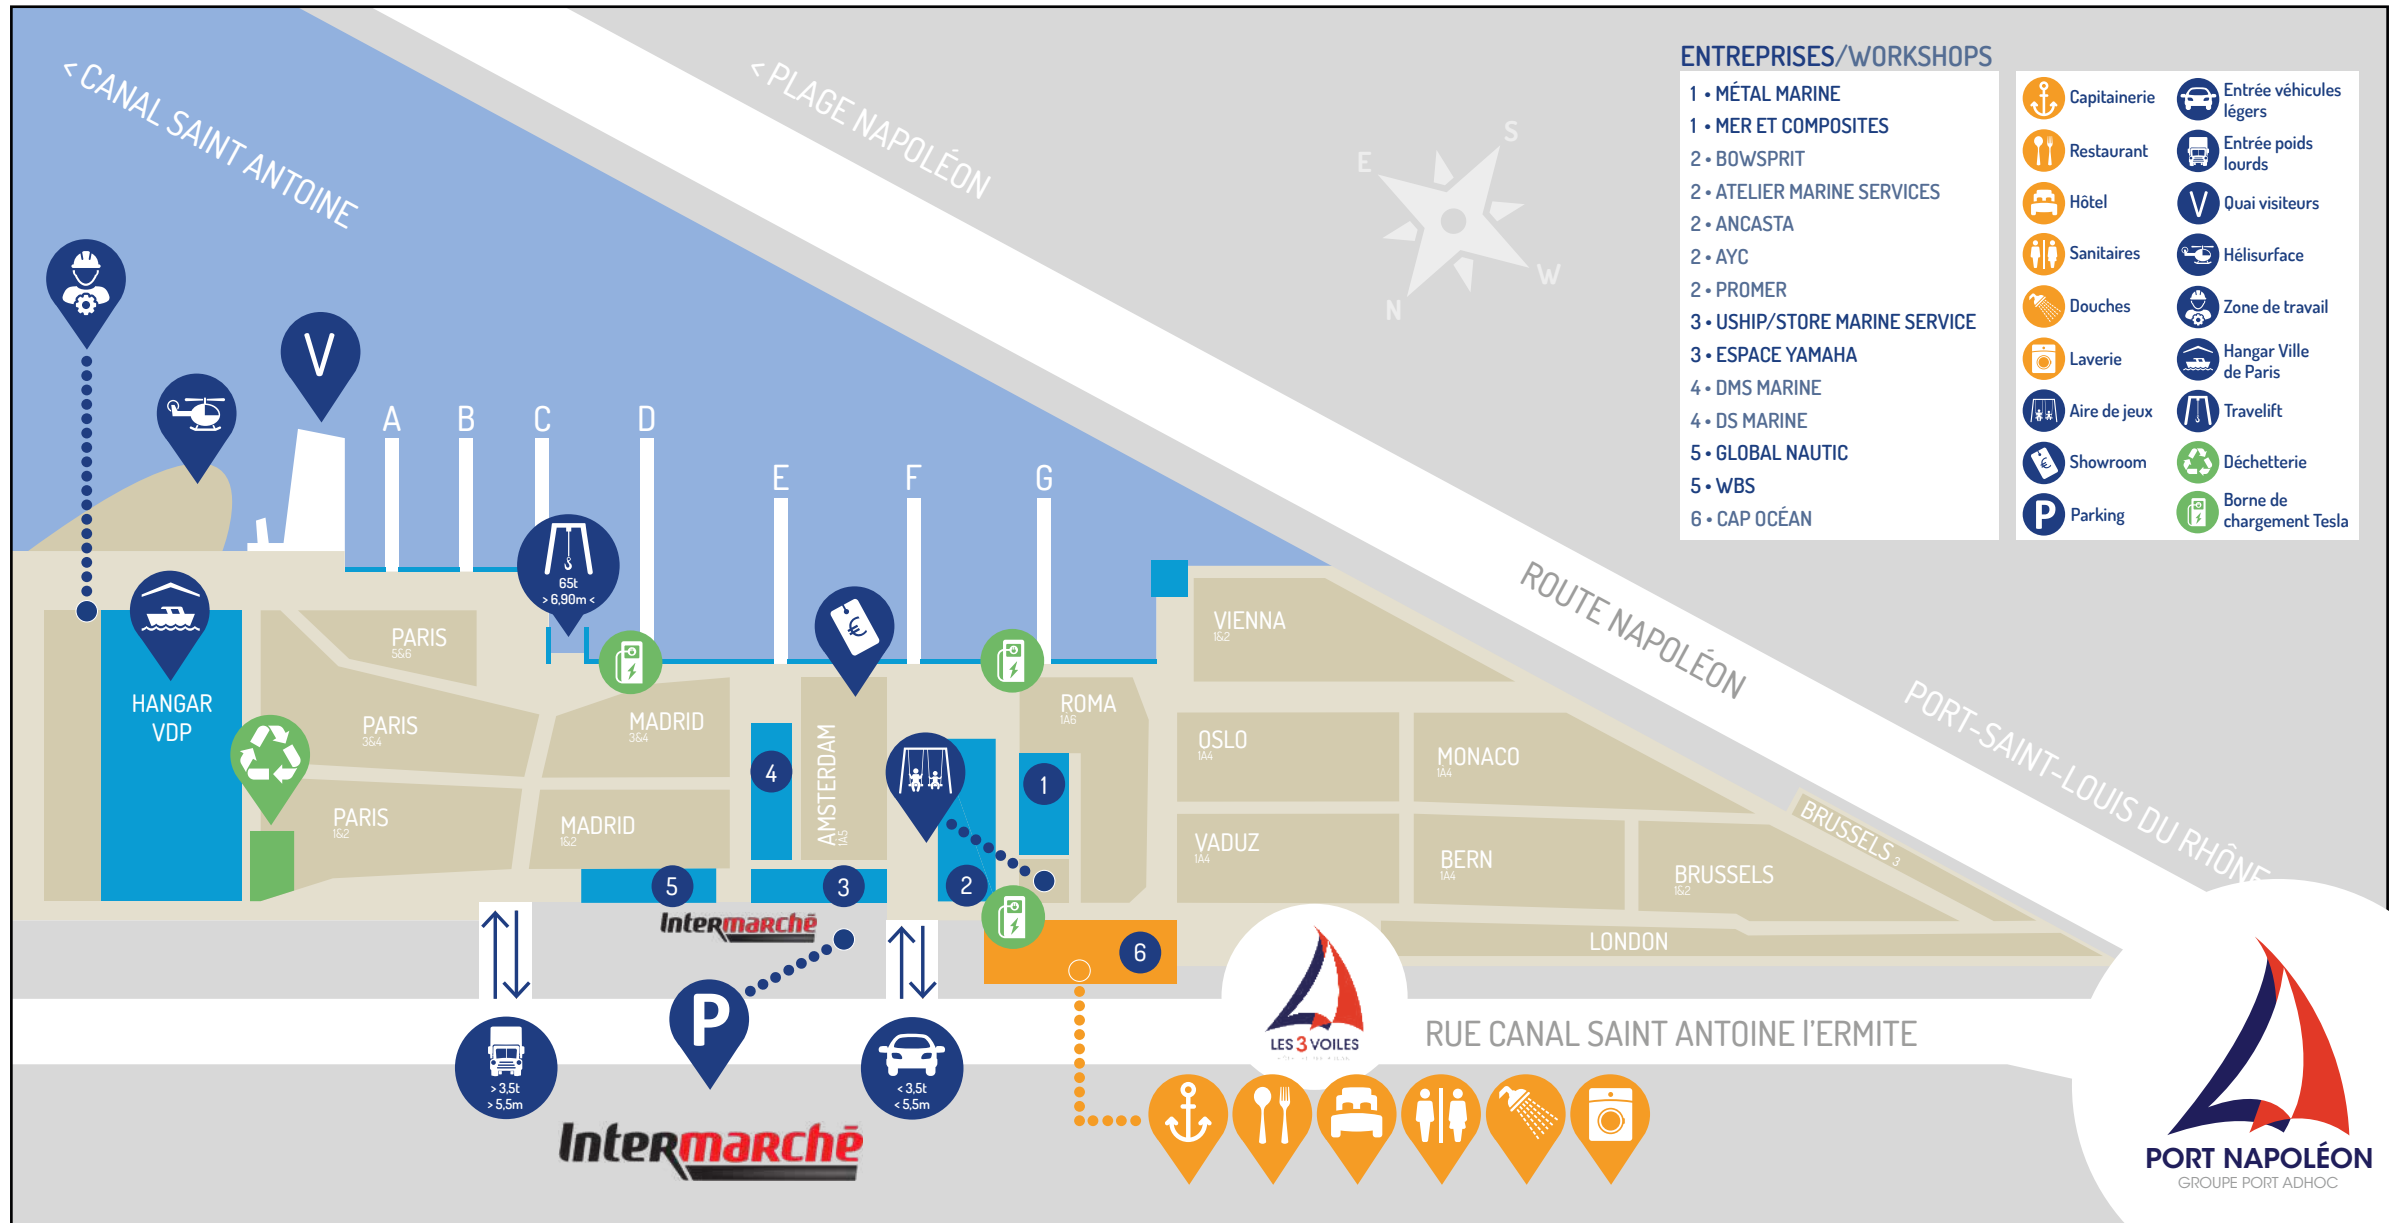 < CANAL SAINT ANTOINE
< PLAGE NAPOLÉON
E
S
W
N
ENTREPRISES/WORKSHOPS
1 • MÉTAL MARINE
1 • MER ET COMPOSITES
2 • BOWSPRIT
2 • ATELIER MARINE SERVICES
2 • ANCASTA
2 • AYC
2 • PROMER
3 • USHIP/STORE MARINE SERVICE
3 • ESPACE YAMAHA
4 • DMS MARINE
4 • DS MARINE
5 • GLOBAL NAUTIC
5 • WBS
6 • CAP OCÉAN
Capitainerie
Restaurant
Hôtel
Sanitaires
Douches
Laverie
Aire de jeux
€
Showroom
P
Parking
Entrée véhicules
légers
Entrée poids
lourds
V
Quai visiteurs
Hélisurface
Zone de travail
Hangar Ville
de Paris
Travelift
Déchetterie
Borne de
chargement Tesla
V
A
B
C
D
E
F
G
65t
> 6,90m <
€
HANGAR
VDP
PARIS
5&6
PARIS
3&4
PARIS
1&2
MADRID
3&4
MADRID
1&2
AMSTERDAM
1A5
ROMA
1A6
VIENNA
1&2
OSLO
1A4
MONACO
1A4
VADUZ
1A4
BERN
1A4
BRUSSELS
1&2
BRUSSELS 3
LONDON
4
1
5
3
2
6
ROUTE NAPOLÉON
PORT-SAINT-LOUIS DU RHÔNE
Intermarchē
P
> 3,5t
> 5,5m
< 3,5t
< 5,5m
Intermarchē
LES 3 VOILES
RUE CANAL SAINT ANTOINE l'ERMITE
PORT NAPOLÉON
GROUPE PORT ADHOC